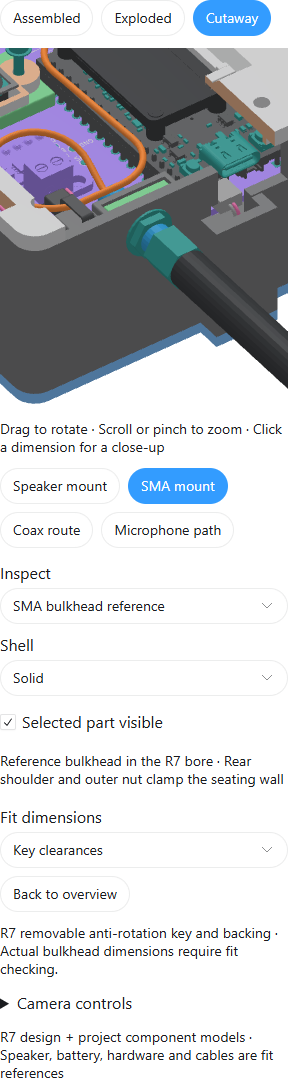 Assembled
Exploded
Cutaway
Drag to rotate · Scroll or pinch to zoom · Click
a dimension for a close-up
Speaker mount
SMA mount
Coax route
Microphone path
Inspect
SMA bulkhead reference
Shell
Solid
Selected part visible
Reference bulkhead in the R7 bore · Rear
shoulder and outer nut clamp the seating wall
Fit dimensions
Key clearances
Back to overview
R7 removable anti-rotation key and backing ·
Actual bulkhead dimensions require fit
checking.
Camera controls
R7 design + project component models ·
Speaker, battery, hardware and cables are fit
references